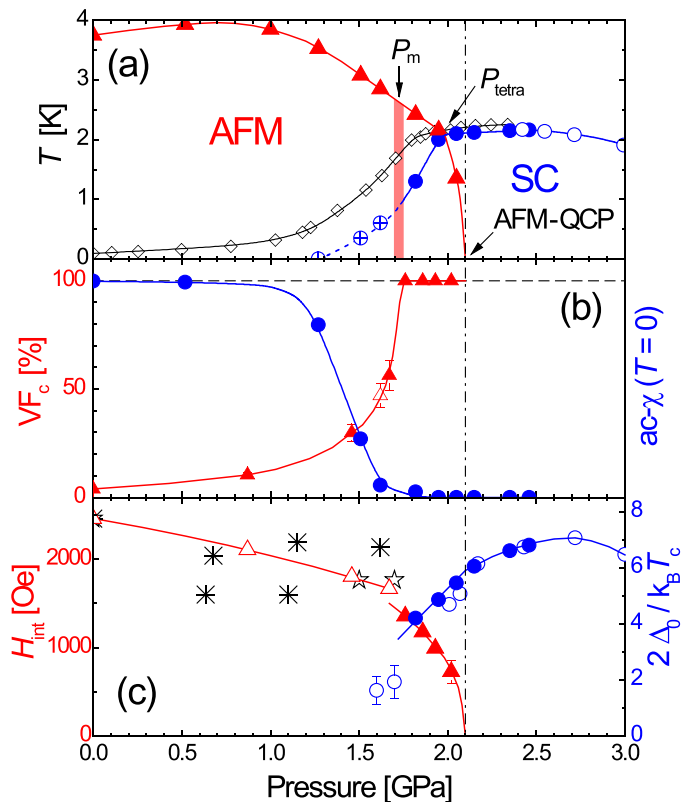 4
3
2
1
0
T [K]
(a)
AFM
P_m
P_tetra
SC
AFM-QCP
100
50
0
VF_c [%]
(b)
ac-χ (T = 0)
2000
1000
0
H_int [Oe]
(c)
8
6
4
2
0
2 Δ_0 / k_B T_c
0.0 0.5 1.0 1.5 2.0 2.5 3.0
Pressure [GPa]